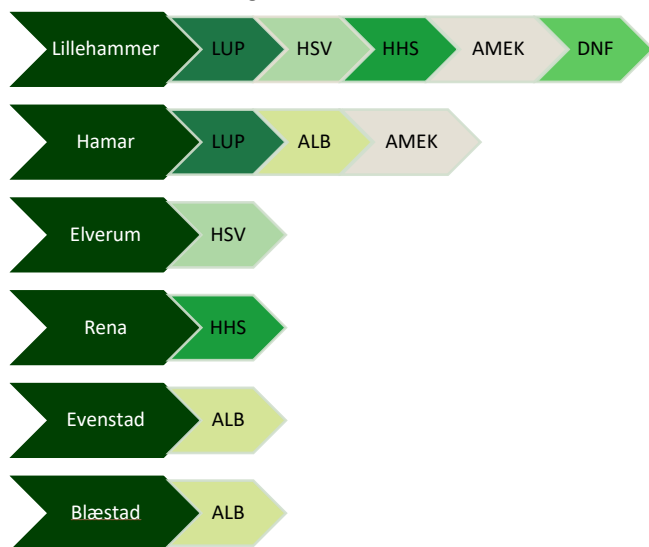 Lillehammer LUP HSV HHS AMEK DNF
Hamar LUP ALB AMEK
Elverum HSV
Rena HHS
Evenstad ALB
Blæstad ALB